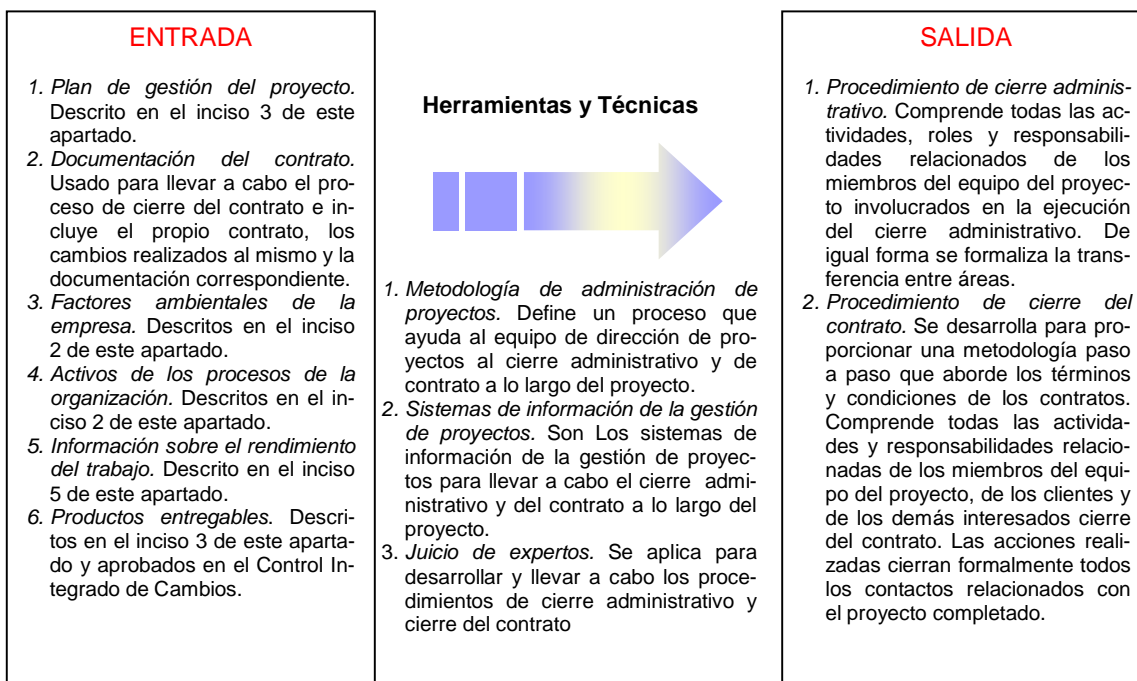 ENTRADA
1. Plan de gestión del proyecto.
Descrito en el inciso 3 de este
apartado.
2. Documentación del contrato.
Usado para llevar a cabo el pro-
ceso de cierre del contrato e in-
cluye el propio contrato, los
cambios realizados al mismo y la
documentación correspondiente.
3. Factores ambientales de la
empresa. Descritos en el inciso
2 de este apartado.
4. Activos de los procesos de la
organización. Descritos en el in-
ciso 2 de este apartado.
5. Información sobre el rendimiento
del trabajo. Descrito en el inciso
5 de este apartado.
6. Productos entregables. Descri-
tos en el inciso 3 de este aparta-
do y aprobados en el Control In-
tegrado de Cambios.
Herramientas y Técnicas
1. Metodología de administración de
proyectos. Define un proceso que
ayuda al equipo de dirección de pro-
yectos al cierre administrativo y de
contrato a lo largo del proyecto.
2. Sistemas de información de la gestión
de proyectos. Son Los sistemas de
información de la gestión de proyec-
tos para llevar a cabo el cierre admi-
nistrativo y del contrato a lo largo del
proyecto.
3. Juicio de expertos. Se aplica para
desarrollar y llevar a cabo los proce-
dimientos de cierre administrativo y
cierre del contrato
SALIDA
1. Procedimiento de cierre adminis-
trativo. Comprende todas las ac-
tividades, roles y responsabili-
dades relacionados de los
miembros del equipo del proyec-
to involucrados en la ejecución
del cierre administrativo. De
igual forma se formaliza la trans-
ferencia entre áreas.
2. Procedimiento de cierre del
contrato. Se desarrolla para pro-
porcionar una metodología paso
a paso que aborde los términos
y condiciones de los contratos.
Comprende todas las activida-
des y responsabilidades relacio-
nadas de los miembros del equi-
po del proyecto, de los clientes y
de los demás interesados cierre
del contrato. Las acciones reali-
zadas cierran formalmente todos
los contactos relacionados con
el proyecto completado.